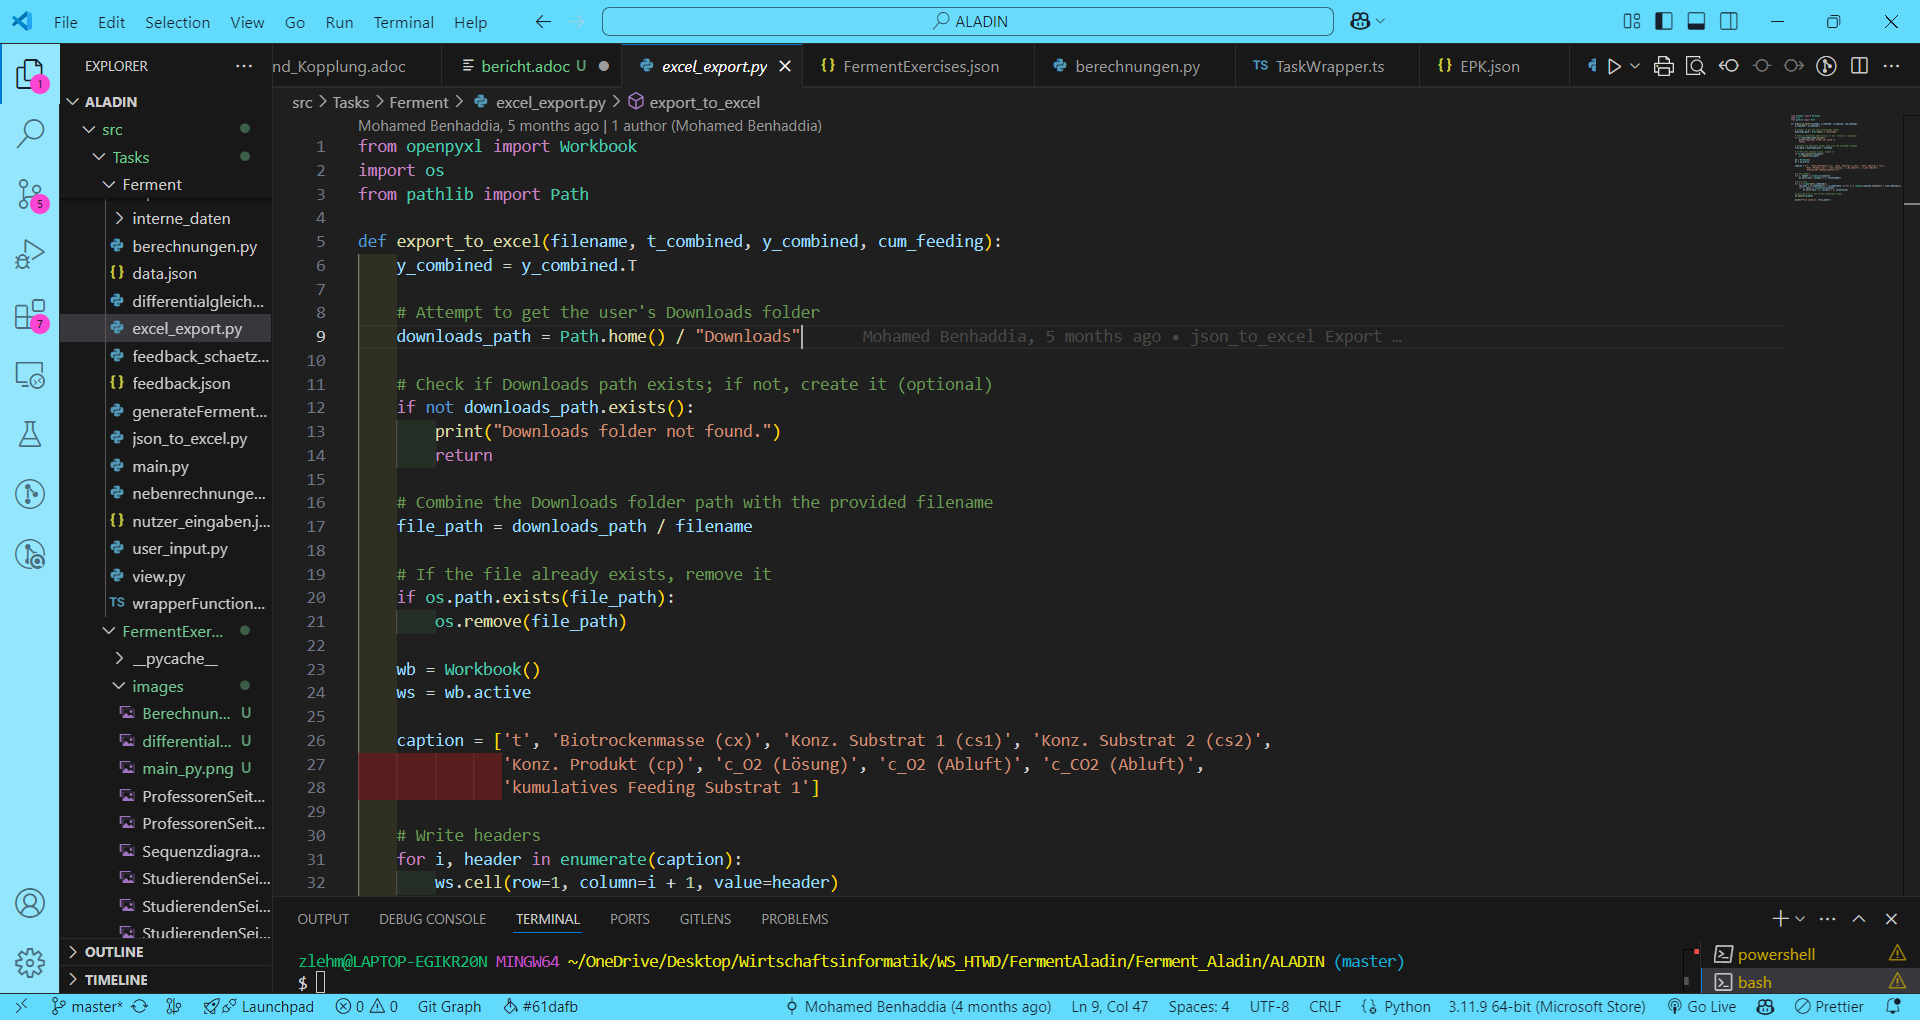 File Edit Selection View Go Run Terminal Help
ALADIN
EXPLORER
nd_Kopplung.adoc
bericht.adoc U
excel_export.py
FermentExercises.json
berechnungen.py
TS TaskWrapper.ts
EPK.json
1
5
7
ALADIN
src
Tasks
Ferment
interne_daten
berechnungen.py
data.json
differentialgleich...
excel_export.py
feedback_schaetz...
feedback.json
generateFerment...
json_to_excel.py
main.py
nebenrechnunge...
nutzer_eingaben.j...
user_input.py
view.py
TS wrapperFunction...
FermentExer...
__pycache__
images
Berechnun... U
differential... U
main_py.png U
ProfessorenSeit...
ProfessorenSeit...
Sequenzdiagra...
StudierendenSei...
StudierendenSei...
StudierendenSei...
OUTLINE
TIMELINE
src > Tasks > Ferment > excel_export.py > export_to_excel
Mohamed Benhaddia, 5 months ago | 1 author (Mohamed Benhaddia)
1 from openpyxl import Workbook
2 import os
3 from pathlib import Path
4
5 def export_to_excel(filename, t_combined, y_combined, cum_feeding):
6 y_combined = y_combined.T
7
8 # Attempt to get the user's Downloads folder
9 downloads_path = Path.home() / "Downloads" Mohamed Benhaddia, 5 months ago • json_to_excel Export …
10
11 # Check if Downloads path exists; if not, create it (optional)
12 if not downloads_path.exists():
13 print("Downloads folder not found.")
14 return
15
16 # Combine the Downloads folder path with the provided filename
17 file_path = downloads_path / filename
18
19 # If the file already exists, remove it
20 if os.path.exists(file_path):
21 os.remove(file_path)
22
23 wb = Workbook()
24 ws = wb.active
25
26 caption = ['t', 'Biotrockenmasse (cx)', 'Konz. Substrat 1 (cs1)', 'Konz. Substrat 2 (cs2)',
27 'Konz. Produkt (cp)', 'c_O2 (Lösung)', 'c_O2 (Abluft)', 'c_CO2 (Abluft)',
28 'kumulatives Feeding Substrat 1']
29
30 # Write headers
31 for i, header in enumerate(caption):
32 ws.cell(row=1, column=i + 1, value=header)
OUTPUT DEBUG CONSOLE TERMINAL PORTS GITLENS PROBLEMS
zlehm@LAPTOP-EGIKR20N MINGW64 ~/OneDrive/Desktop/Wirtschaftsinformatik/WS_HTWD/FermentAladin/Ferment_Aladin/ALADIN (master)
$
powershell
bash
master* Launchpad 0 0 Git Graph #61dafb Mohamed Benhaddia (4 months ago) Ln 9, Col 47 Spaces: 4 UTF-8 CRLF Python 3.11.9 64-bit (Microsoft Store) Go Live Prettier